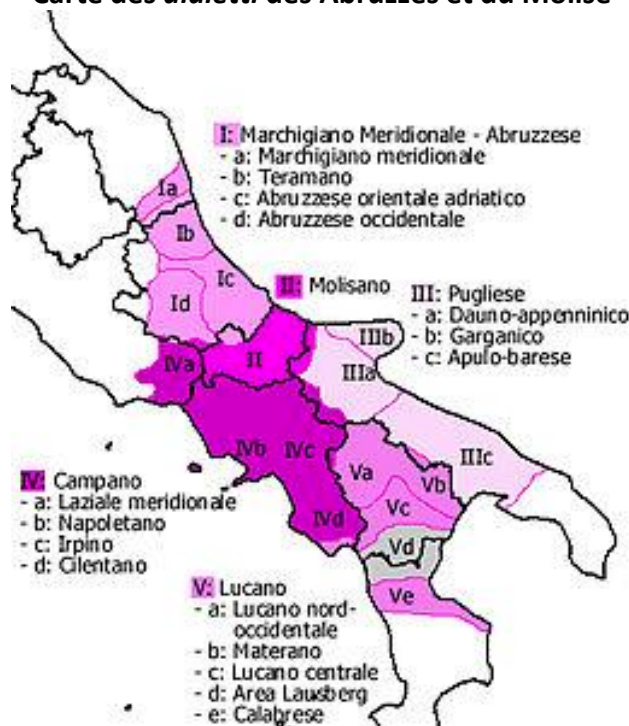 Carte des dialetti des Abruzzes et du Molise
I: Marchigiano Meridionale - Abruzzese
- a: Marchigiano meridionale
- b: Teramano
- c: Abruzzese orientale adriatico
- d: Abruzzese occidentale
II: Molisano
III: Pugliese
- a: Dauno-appenninico
- b: Garganico
- c: Apulo-barese
Ia
Ib
Ic
Id
II
IIIb
IIIa
IIIc
IVa
IVb
IVc
IVd
Va
Vb
Vc
Vd
Ve
IV: Campano
- a: Laziale meridionale
- b: Napoletano
- c: Irpino
- d: Cilentano
V: Lucano
- a: Lucano nord-
occidentale
- b: Materano
- c: Lucano centrale
- d: Area Lausberg
- e: Calabrese